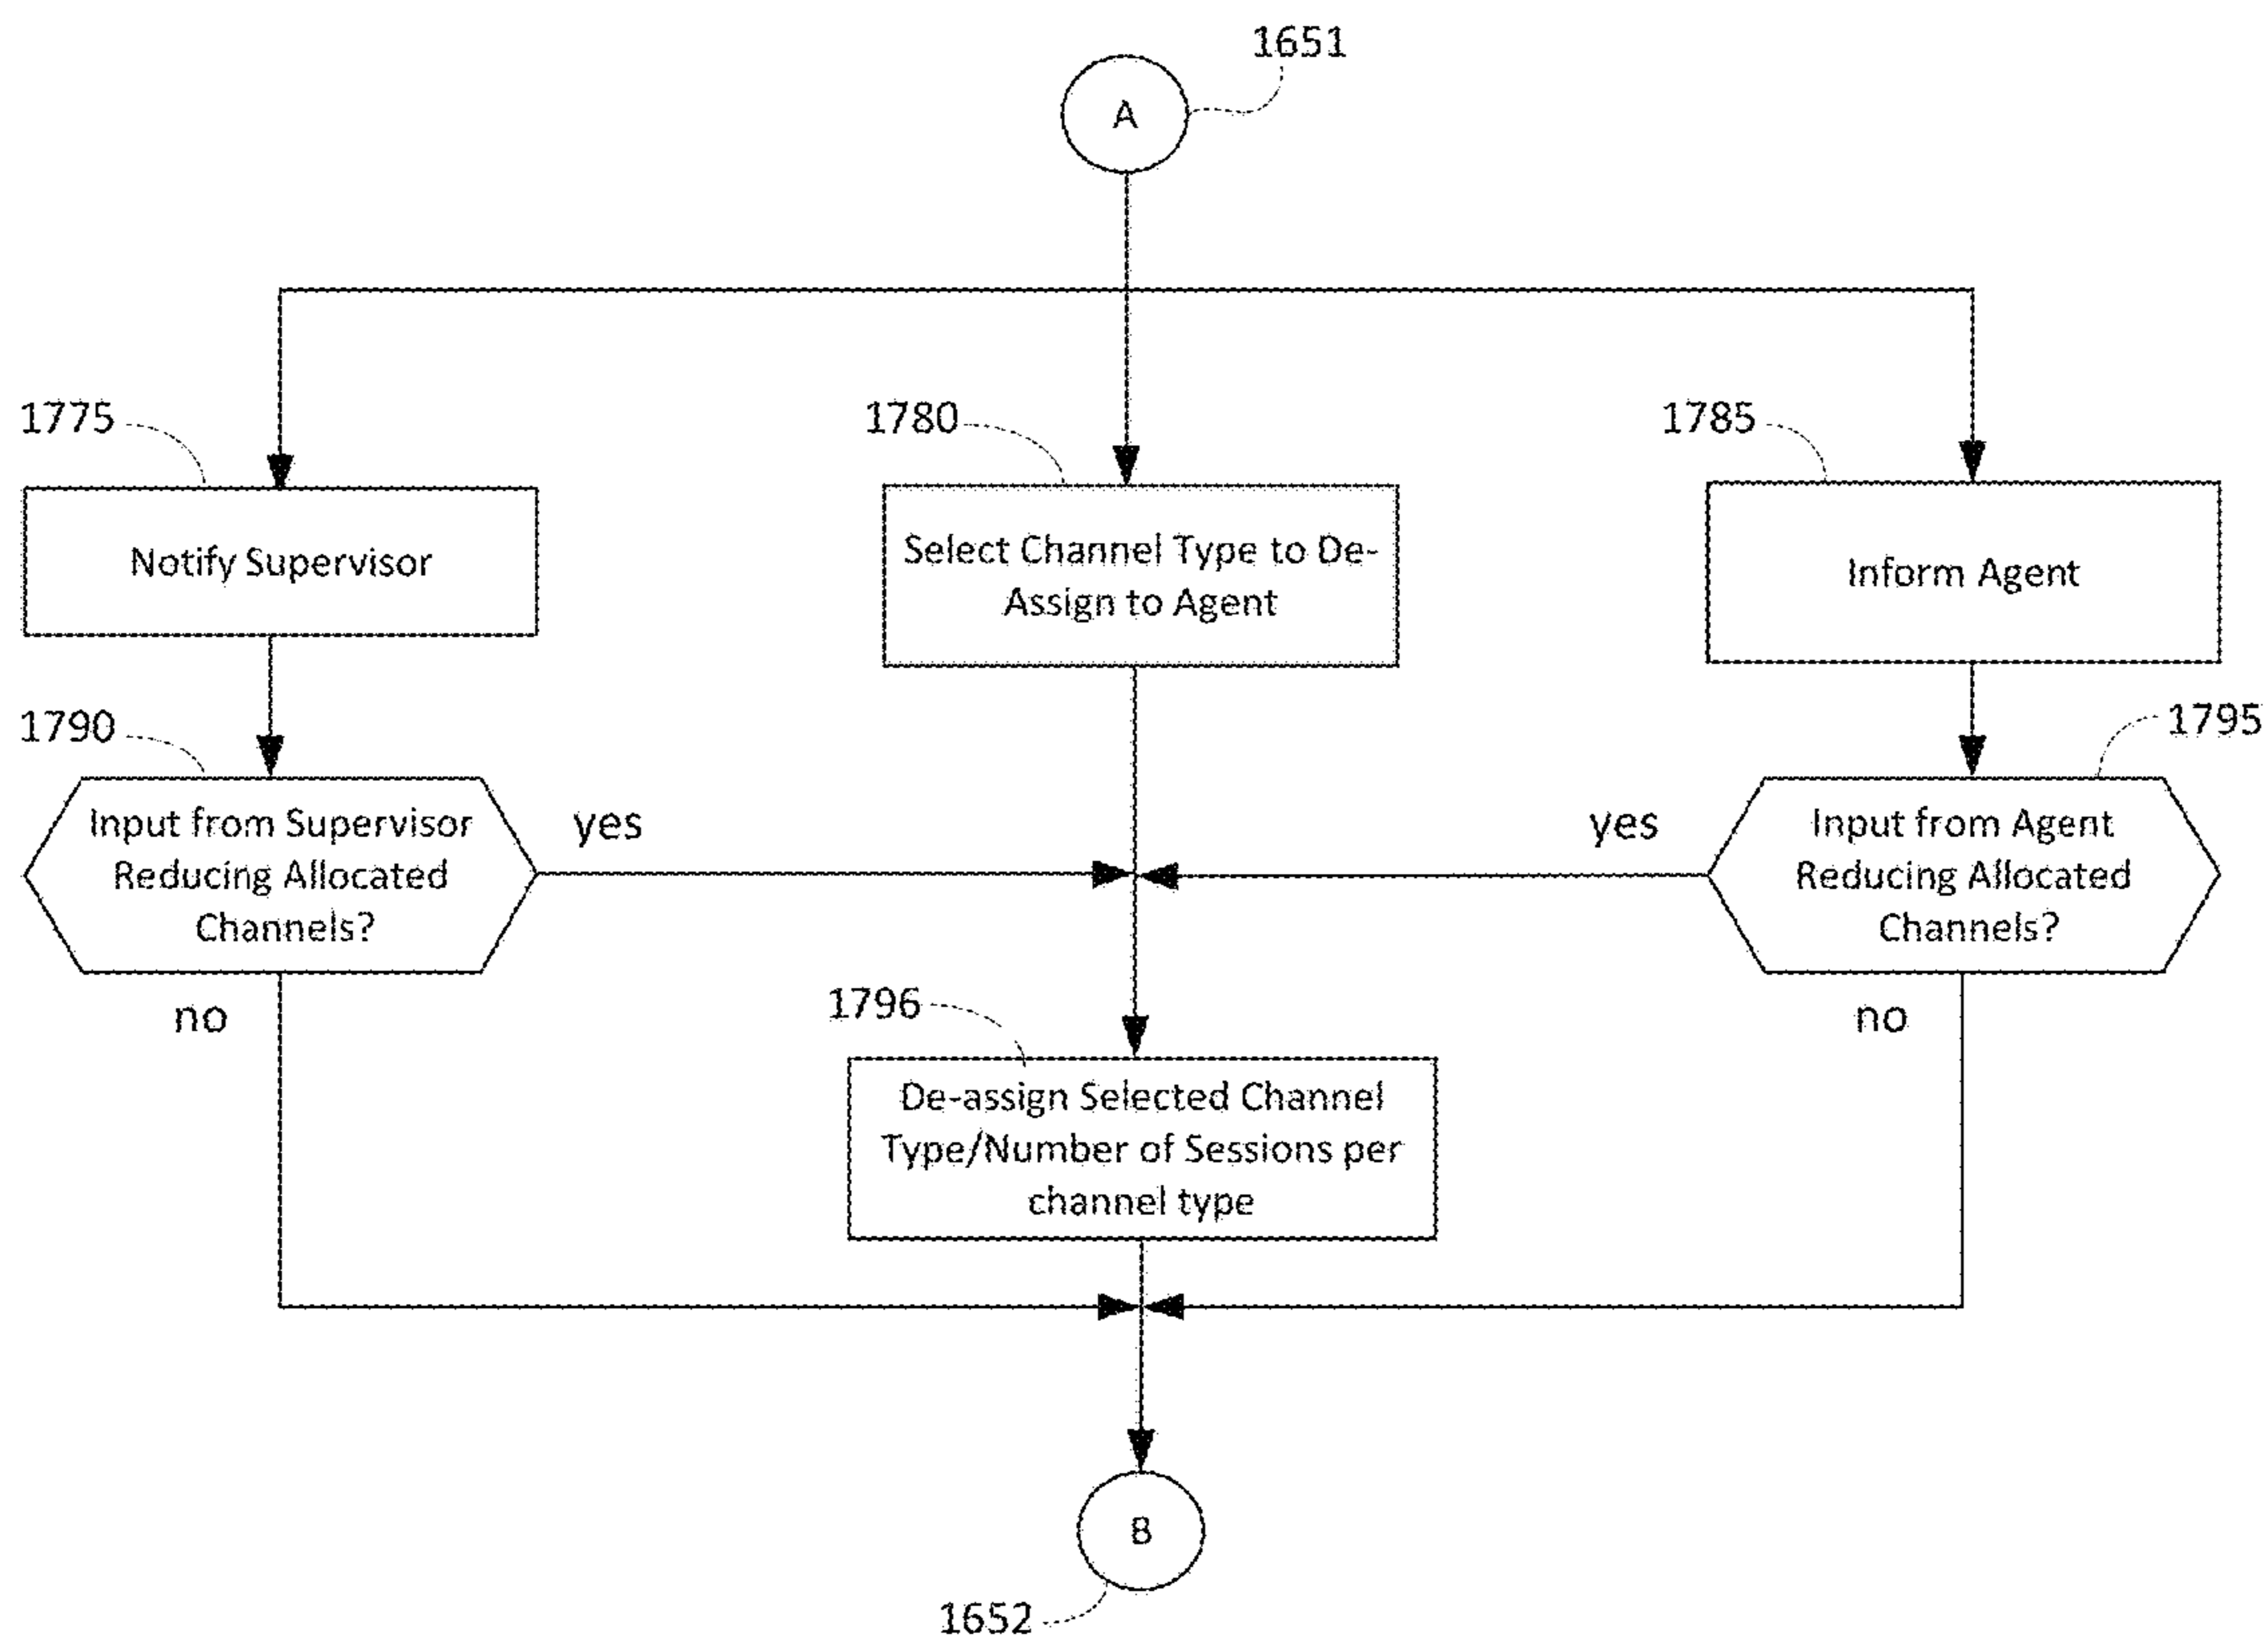 1651
A
1775
1780
1785
Notify Supervisor
Select Channel Type to De-
Assign to Agent
Inform Agent
1790
1795
Input from Supervisor
Reducing Allocated
Channels?
yes
yes
Input from Agent
Reducing Allocated
Channels?
no
1796
no
De-assign Selected Channel
Type/Number of Sessions per
channel type
B
1652